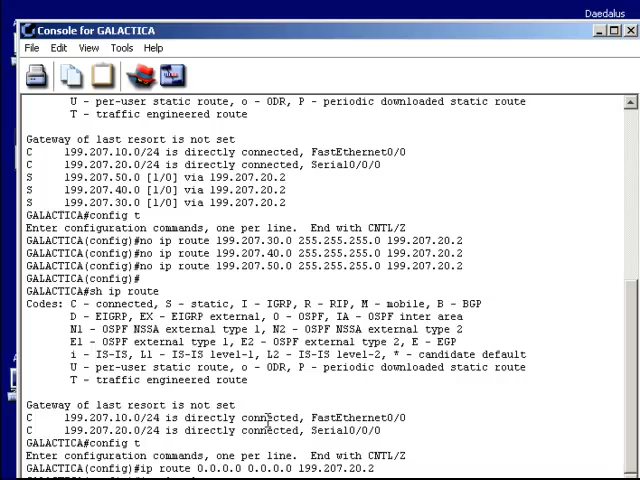 Daedalus
Console for GALACTICA
File Edit View Tools Help
U - per-user static route, o - ODR, P - periodic downloaded static route
T - traffic engineered route
Gateway of last resort is not set
C 199.207.10.0/24 is directly connected, FastEthernet0/0
C 199.207.20.0/24 is directly connected, Serial0/0/0
S 199.207.50.0 [1/0] via 199.207.20.2
S 199.207.40.0 [1/0] via 199.207.20.2
S 199.207.30.0 [1/0] via 199.207.20.2
GALACTICA#config t
Enter configuration commands, one per line. End with CNTL/Z
GALACTICA(config)#no ip route 199.207.30.0 255.255.255.0 199.207.20.2
GALACTICA(config)#no ip route 199.207.40.0 255.255.255.0 199.207.20.2
GALACTICA(config)#no ip route 199.207.50.0 255.255.255.0 199.207.20.2
GALACTICA(config)#
GALACTICA#sh ip route
Codes: C - connected, S - static, I - IGRP, R - RIP, M - mobile, B - BGP
D - EIGRP, EX - EIGRP external, O - OSPF, IA - OSPF inter area
N1 - OSPF NSSA external type 1, N2 - OSPF NSSA external type 2
E1 - OSPF external type 1, E2 - OSPF external type 2, E - EGP
i - IS-IS, L1 - IS-IS level-1, L2 - IS-IS level-2, * - candidate default
U - per-user static route, o - ODR, P - periodic downloaded static route
T - traffic engineered route
Gateway of last resort is not set
C 199.207.10.0/24 is directly connected, FastEthernet0/0
C 199.207.20.0/24 is directly connected, Serial0/0/0
GALACTICA#config t
Enter configuration commands, one per line. End with CNTL/Z
GALACTICA(config)#ip route 0.0.0.0 0.0.0.0 199.207.20.2